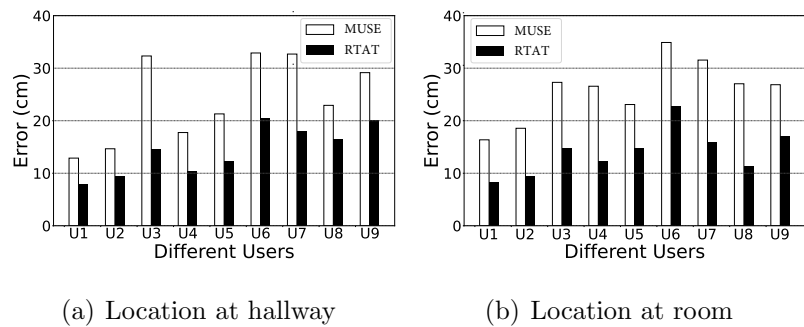 40
30
20
10
0
Error (cm)
MUSE
RTAT
U1 U2 U3 U4 U5 U6 U7 U8 U9
Different Users
(a) Location at hallway
40
30
20
10
0
Error (cm)
MUSE
RTAT
U1 U2 U3 U4 U5 U6 U7 U8 U9
Different Users
(b) Location at room